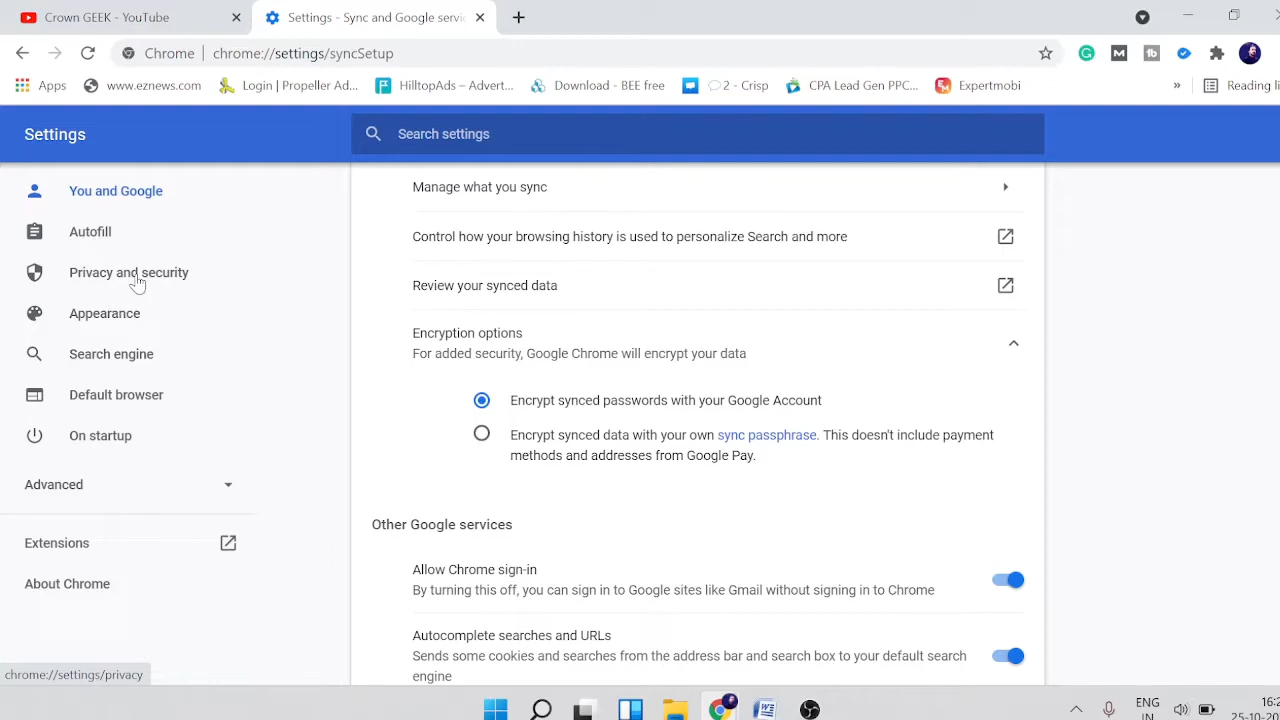 Crown GEEK - YouTube
Settings - Sync and Google servic
Chrome
chrome://settings/syncSetup
Apps
www.eznews.com
Login | Propeller Ad...
HilltopAds – Advert...
Download - BEE free
2 - Crisp
CPA Lead Gen PPC...
Expertmobi
»
Reading li
Settings
Search settings
You and Google
Autofill
Privacy and security
Appearance
Search engine
Default browser
On startup
Advanced
Extensions
About Chrome
Manage what you sync
Control how your browsing history is used to personalize Search and more
Review your synced data
Encryption options
For added security, Google Chrome will encrypt your data
Encrypt synced passwords with your Google Account
Encrypt synced data with your own sync passphrase. This doesn't include payment
methods and addresses from Google Pay.
Other Google services
Allow Chrome sign-in
By turning this off, you can sign in to Google sites like Gmail without signing in to Chrome
Autocomplete searches and URLs
Sends some cookies and searches from the address bar and search box to your default search
engine
chrome://settings/privacy
ENG
IN
16:
25-10-20